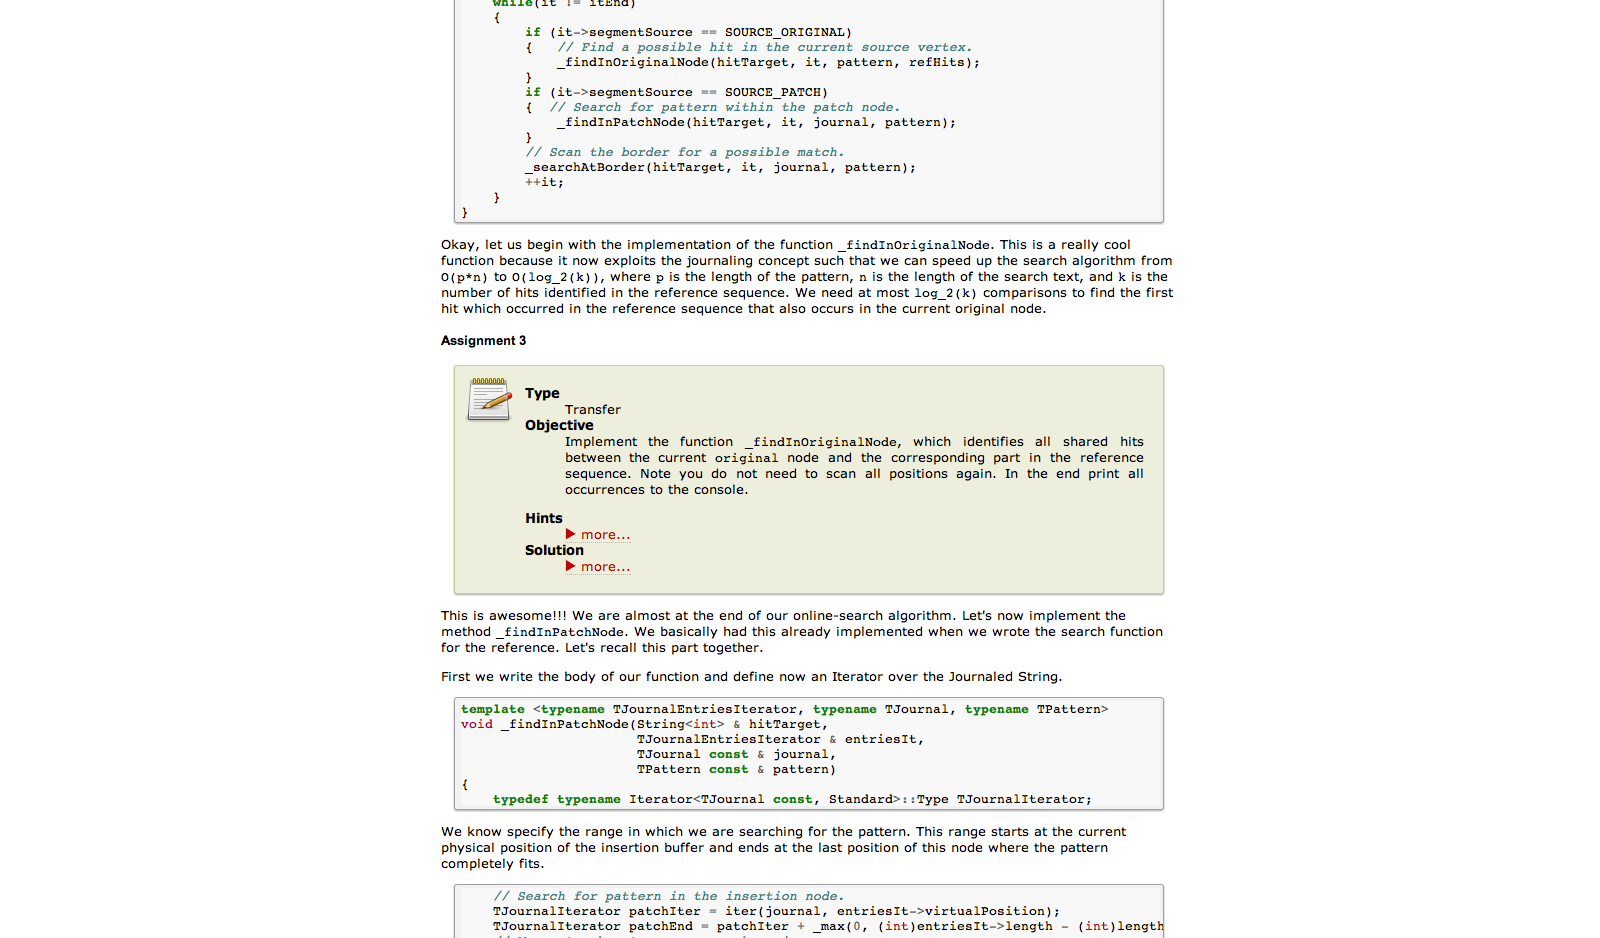 while(it != itEnd)
{
if (it->segmentSource == SOURCE_ORIGINAL)
{   // Find a possible hit in the current source vertex.
_findInOriginalNode(hitTarget, it, pattern, refHits);
}
if (it->segmentSource == SOURCE_PATCH)
{  // Search for pattern within the patch node.
_findInPatchNode(hitTarget, it, journal, pattern);
}
// Scan the border for a possible match.
_searchAtBorder(hitTarget, it, journal, pattern);
++it;
}
}
Okay, let us begin with the implementation of the function _findInOriginalNode. This is a really cool
function because it now exploits the journaling concept such that we can speed up the search algorithm from
O(p*n) to O(log_2(k)), where p is the length of the pattern, n is the length of the search text, and k is the
number of hits identified in the reference sequence. We need at most log_2(k) comparisons to find the first
hit which occurred in the reference sequence that also occurs in the current original node.
Assignment 3
Type
Transfer
Objective
Implement the function _findInOriginalNode, which identifies all shared hits
between the current original node and the corresponding part in the reference
sequence. Note you do not need to scan all positions again. In the end print all
occurrences to the console.
Hints
more...
Solution
more...
This is awesome!!! We are almost at the end of our online-search algorithm. Let's now implement the
method _findInPatchNode. We basically had this already implemented when we wrote the search function
for the reference. Let's recall this part together.
First we write the body of our function and define now an Iterator over the Journaled String.
template <typename TJournalEntriesIterator, typename TJournal, typename TPattern>
void _findInPatchNode(String<int> & hitTarget,
TJournalEntriesIterator & entriesIt,
TJournal const & journal,
TPattern const & pattern)
{
typedef typename Iterator<TJournal const, Standard>::Type TJournalIterator;
We know specify the range in which we are searching for the pattern. This range starts at the current
physical position of the insertion buffer and ends at the last position of this node where the pattern
completely fits.
// Search for pattern in the insertion node.
TJournalIterator patchIter = iter(journal, entriesIt->virtualPosition);
TJournalIterator patchEnd = patchIter + _max(0, (int)entriesIt->length - (int)length